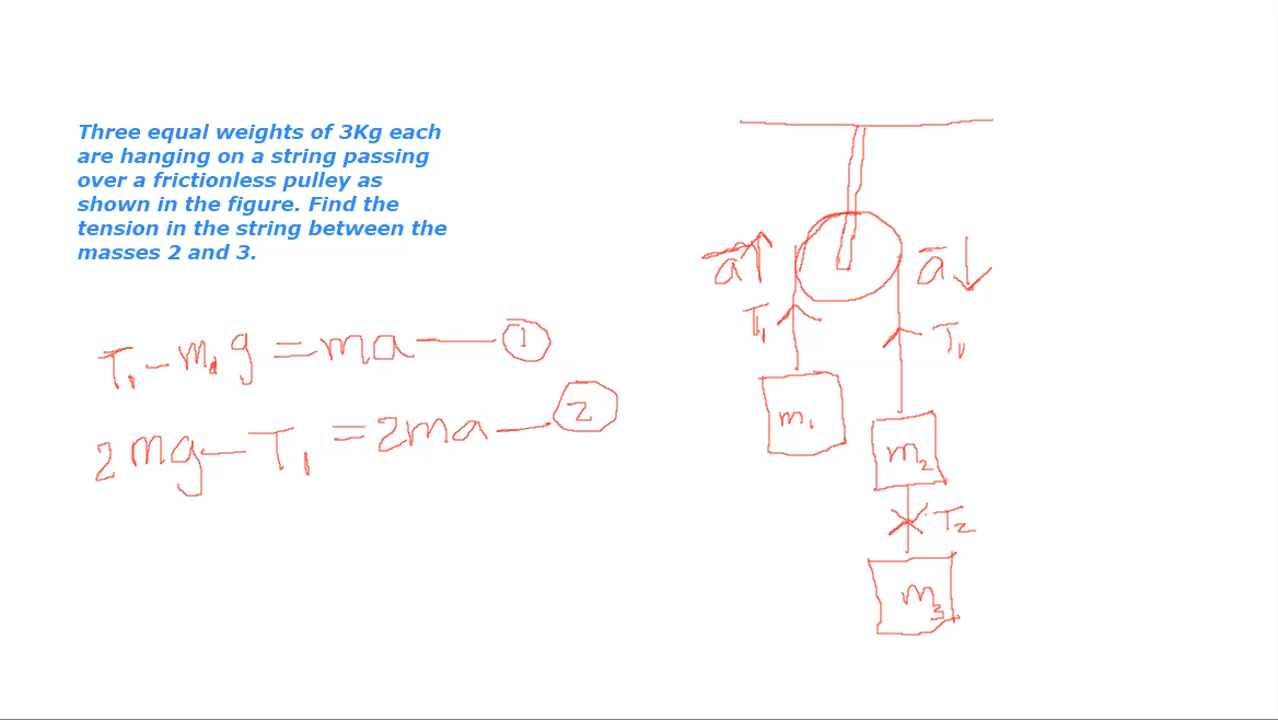 Three equal weights of 3Kg each
are hanging on a string passing
over a frictionless pulley as
shown in the figure. Find the
tension in the string between the
masses 2 and 3.
T₁ - m₁g = ma — ①
2mg - T₁ = 2ma — ②
a a
T₁ T₁
m₁
m₂
T₂
m₃